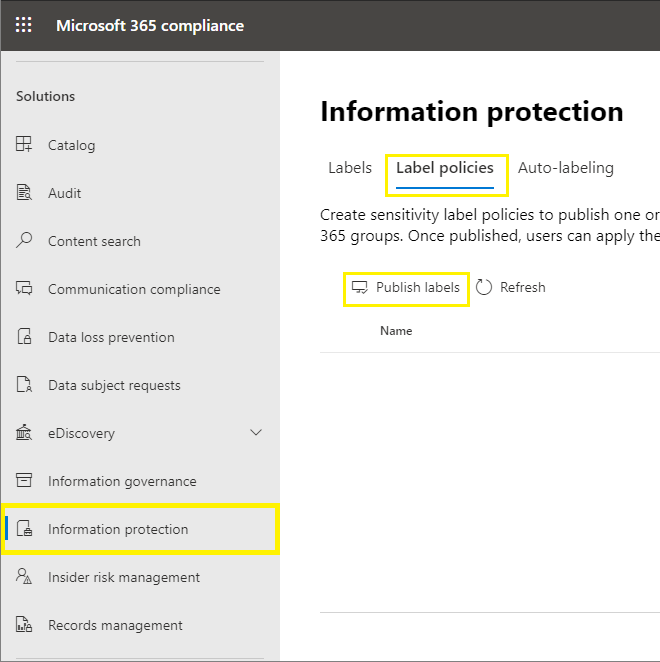 Microsoft 365 compliance
Solutions
Catalog
Audit
Content search
Communication compliance
Data loss prevention
Data subject requests
eDiscovery
Information governance
Information protection
Insider risk management
Records management
Information protection
Labels Label policies Auto-labeling
Create sensitivity label policies to publish one or
365 groups. Once published, users can apply the
Publish labels Refresh
Name